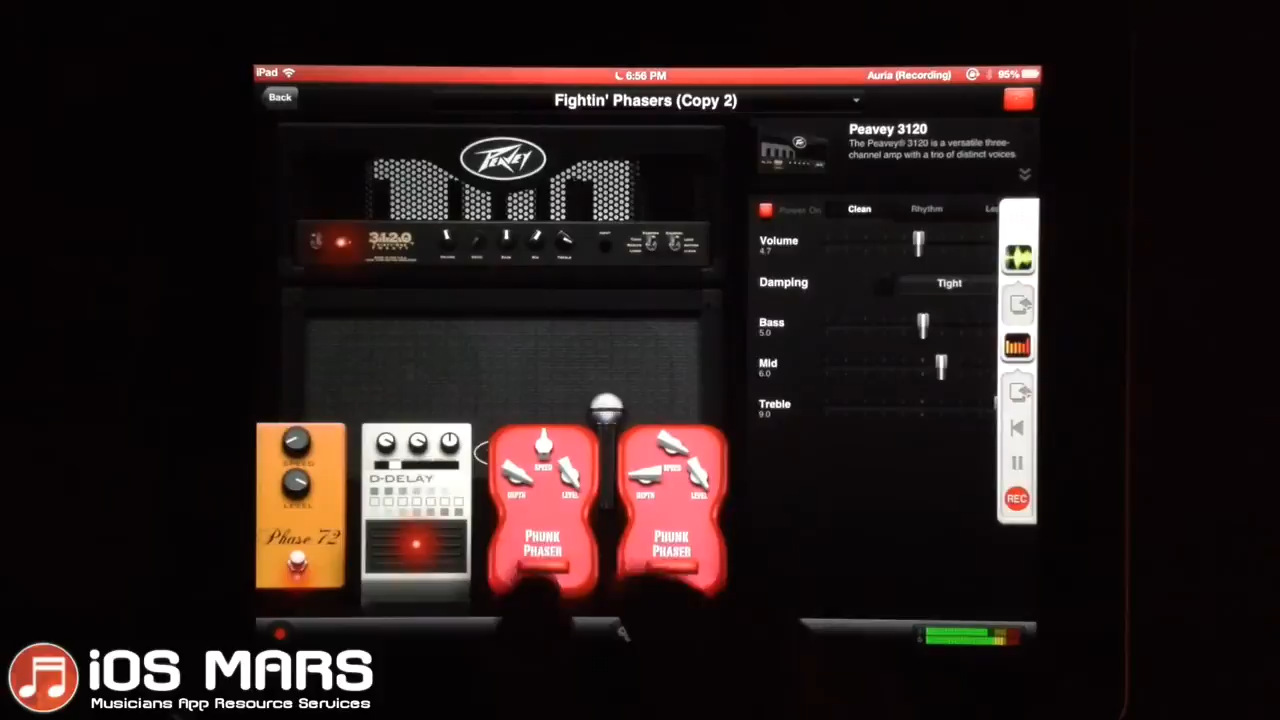 iPad
6:56 PM
Auria (Recording)
95%
Back
Fightin' Phasers (Copy 2)
Peavey 3120
The Peavey® 3120 is a versatile three-
channel amp with a trio of distinct voices.
PEAVEY
3120
Power On
Clean
Rhythm
Volume
4.7
Damping
Tight
Bass
5.0
Mid
6.0
Treble
9.0
REC
SPEED
LEVEL
Phase 72
D-DELAY
SPEED
DEPTH
LEVEL
PHUNK
PHASER
SPEED
DEPTH
LEVEL
PHUNK
PHASER
iOS MARS
Musicians App Resource Services